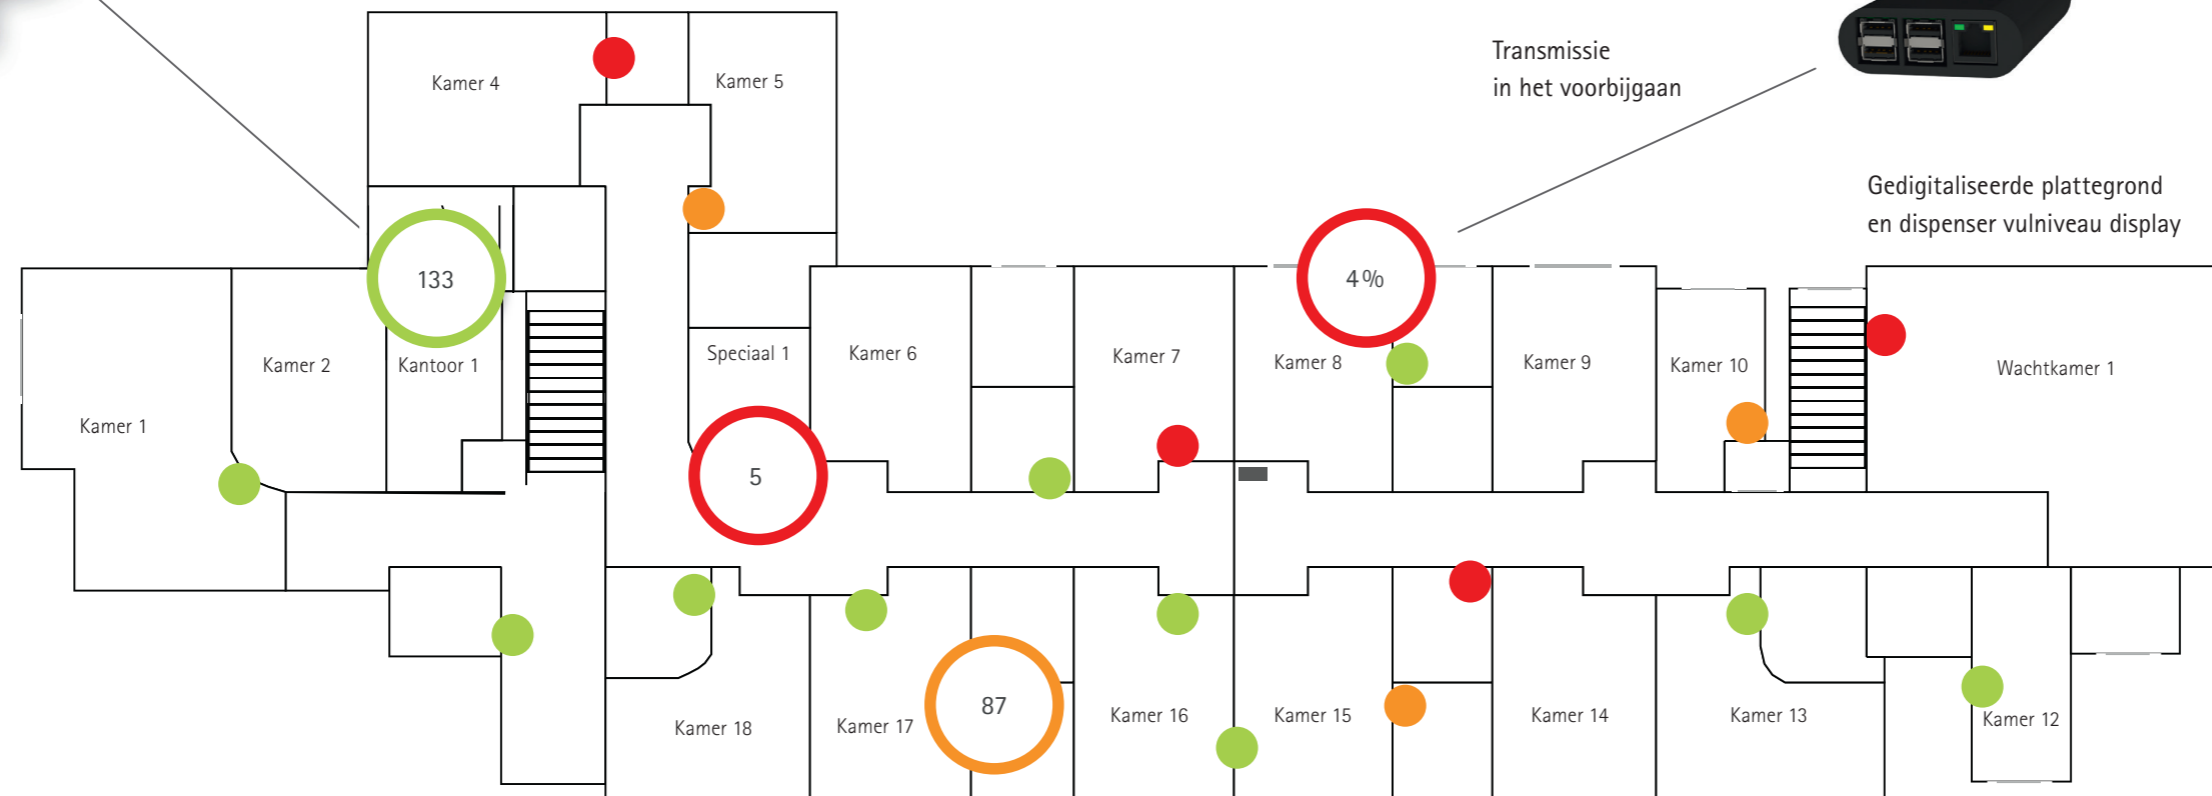 Transmissie
in het voorbijgaan
Gedigitaliseerde plattegrond
en dispenser vulniveau display
Kamer 4
Kamer 5
133
4%
Kamer 1
Kamer 2
Kantoor 1
Speciaal 1
Kamer 6
Kamer 7
Kamer 8
Kamer 9
Kamer 10
Wachtkamer 1
5
87
Kamer 18
Kamer 17
Kamer 16
Kamer 15
Kamer 14
Kamer 13
Kamer 12